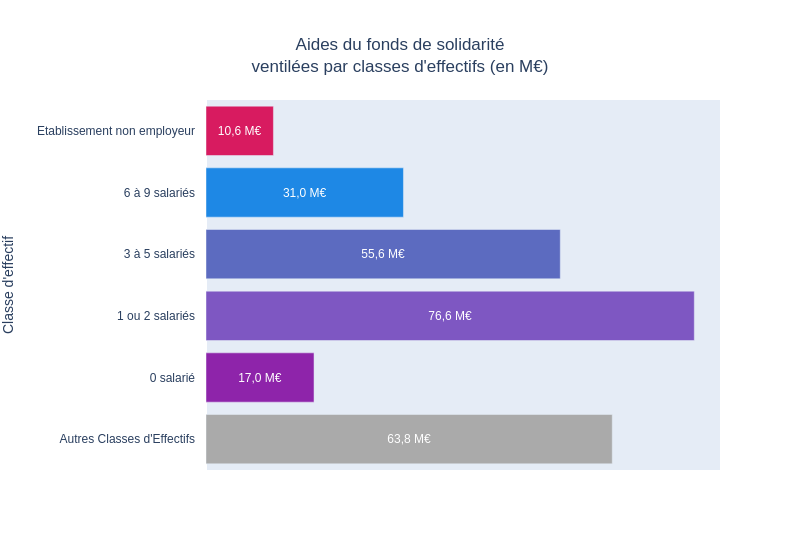 Aides du fonds de solidarité
ventilées par classes d'effectifs (en M€)
Classe d'effectif
Etablissement non employeur
10,6 M€
6 à 9 salariés
31,0 M€
3 à 5 salariés
55,6 M€
1 ou 2 salariés
76,6 M€
0 salarié
17,0 M€
Autres Classes d'Effectifs
63,8 M€